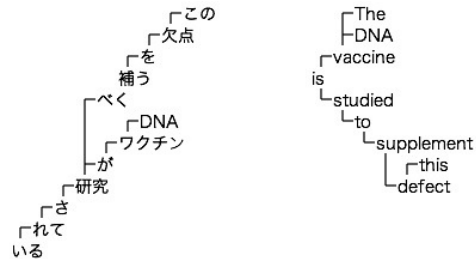 この
欠点
を
補う
べく
DNA
ワクチン
が
研究
さ
れて
いる
The
DNA
vaccine
is
studied
to
supplement
this
defect